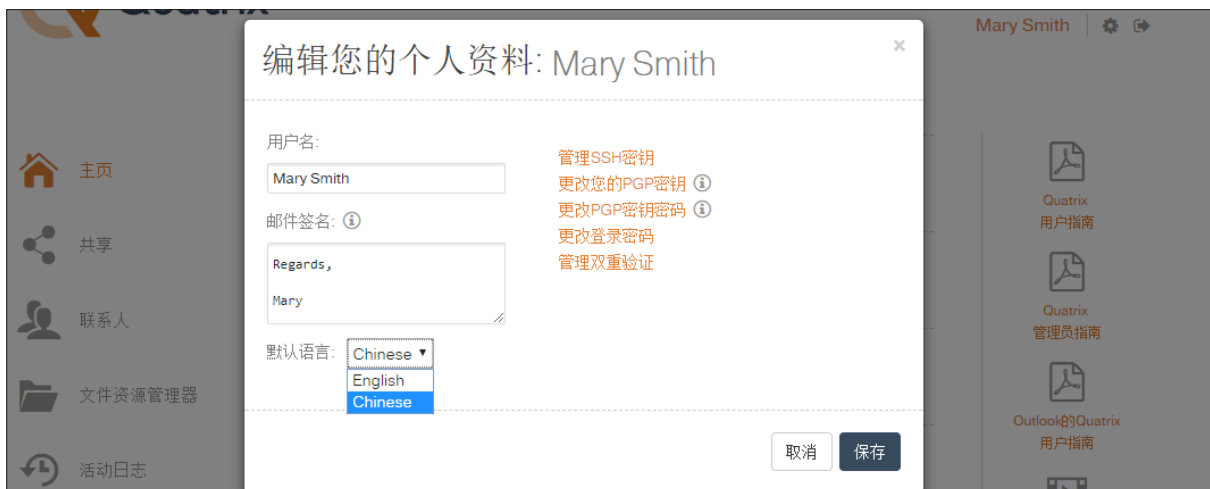 Quatrix
Mary Smith
编辑您的个人资料: Mary Smith
×
主页
共享
联系人
文件资源管理器
活动日志
用户名:
Mary Smith
邮件签名:
Regards,
Mary
默认语言: Chinese
English
Chinese
管理SSH密钥
更改您的PGP密钥
更改PGP密钥密码
更改登录密码
管理双重验证
取消 保存
Quatrix
用户指南
Quatrix
管理员指南
Outlook的Quatrix
用户指南